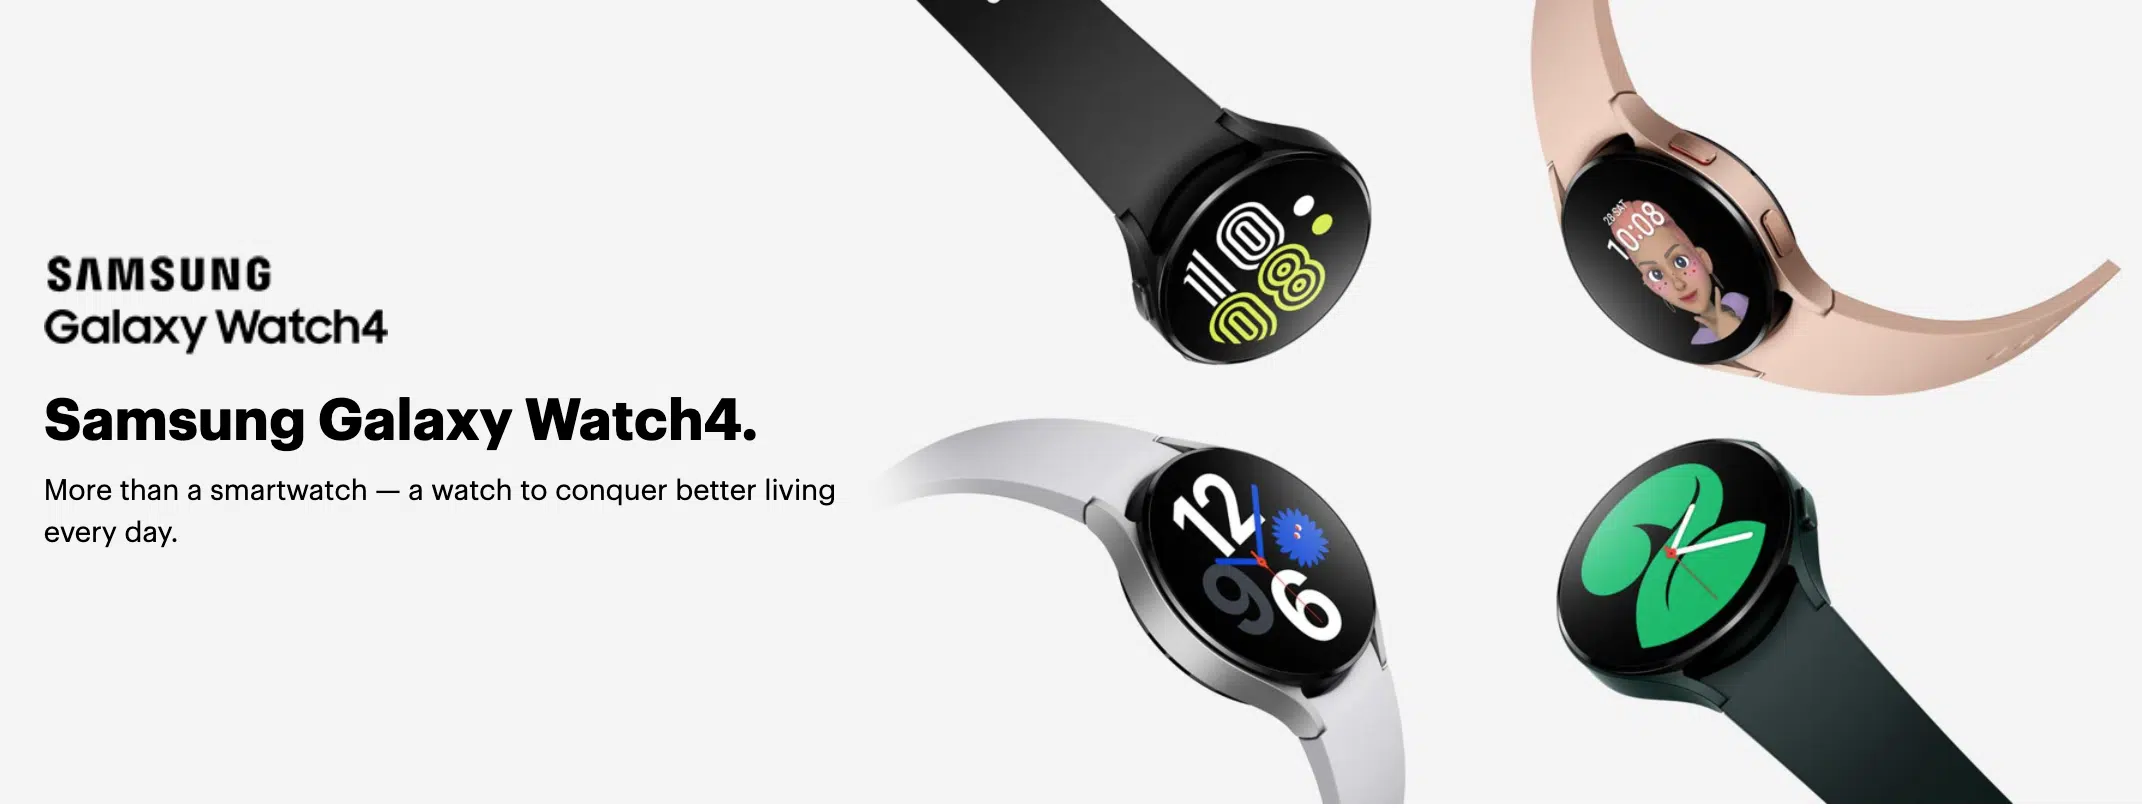 SAMSUNG
Galaxy Watch4
Samsung Galaxy Watch4.
More than a smartwatch — a watch to conquer better living
every day.
10
08
28 SAT
10:08
12
9
6